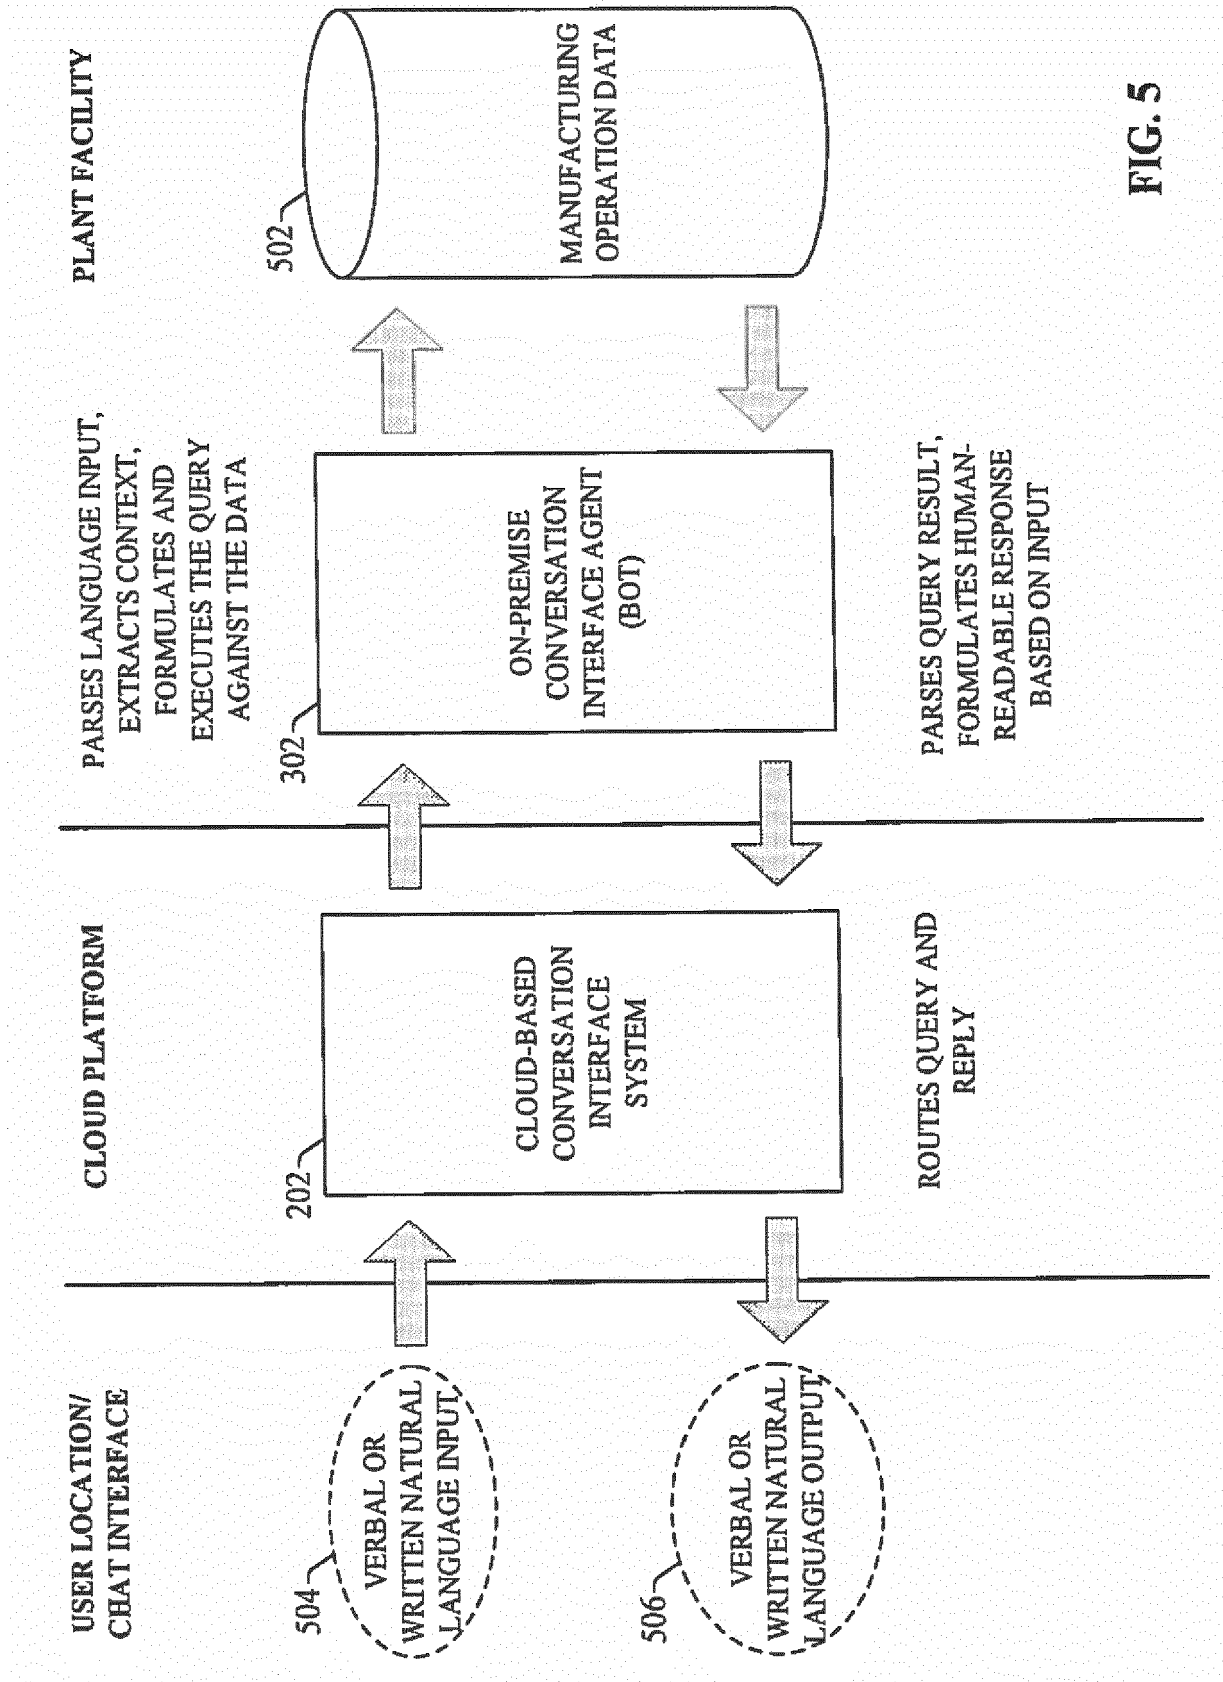 USER LOCATION/
CHAT INTERFACE
CLOUD PLATFORM
PLANT FACILITY
PARSES LANGUAGE INPUT,
EXTRACTS CONTEXT,
FORMULATES AND
EXECUTES THE QUERY
AGAINST THE DATA
504
VERBAL OR
WRITTEN NATURAL
LANGUAGE INPUT
202
CLOUD-BASED
CONVERSATION
INTERFACE
SYSTEM
302
ON-PREMISE
CONVERSATION
INTERFACE AGENT
(BOT)
502
MANUFACTURING
OPERATION DATA
506
VERBAL OR
WRITTEN NATURAL
LANGUAGE OUTPUT
ROUTES QUERY AND
REPLY
PARSES QUERY RESULT,
FORMULATES HUMAN-
READABLE RESPONSE
BASED ON INPUT
FIG. 5